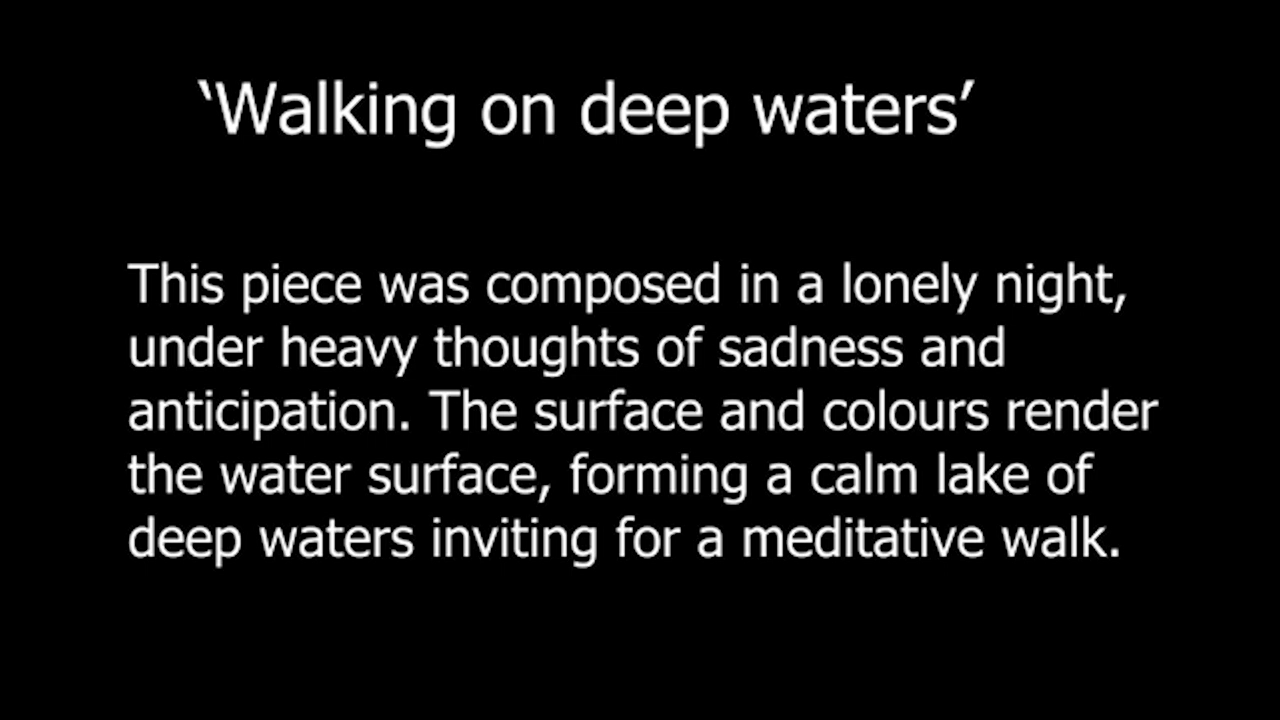 ‘Walking on deep waters’
This piece was composed in a lonely night,
under heavy thoughts of sadness and
anticipation. The surface and colours render
the water surface, forming a calm lake of
deep waters inviting for a meditative walk.